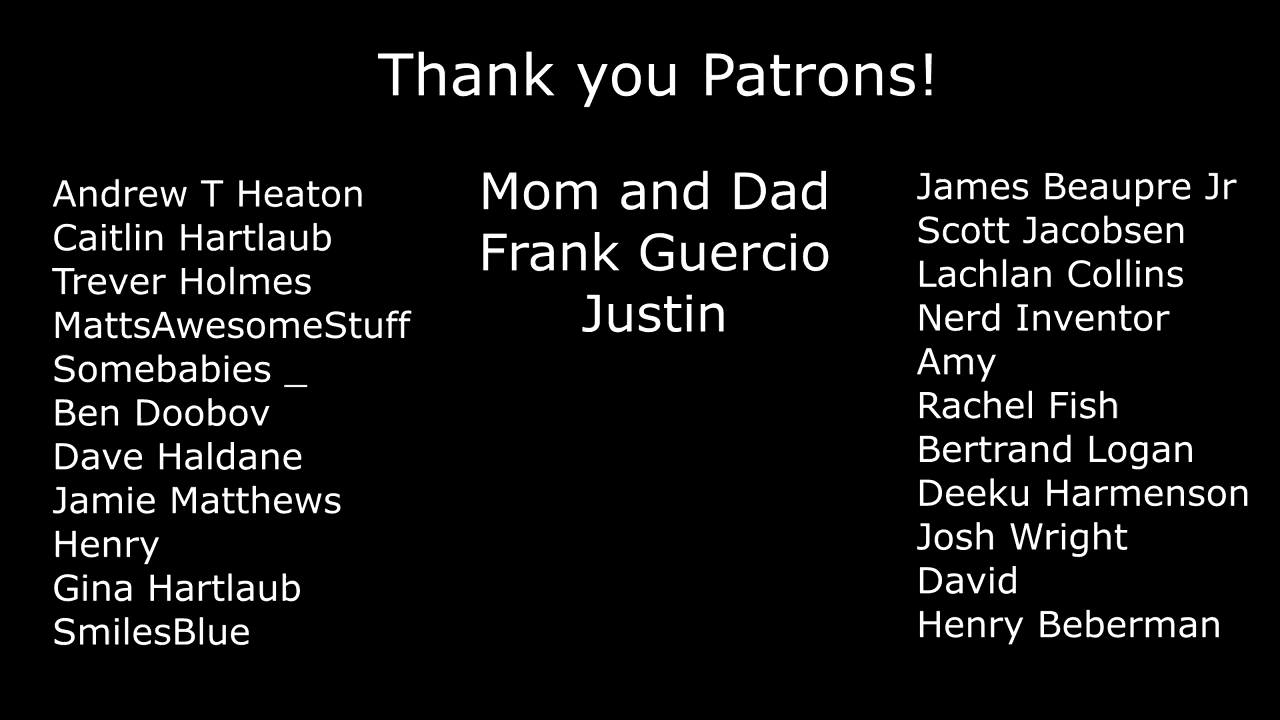 Thank you Patrons!
Andrew T Heaton
Caitlin Hartlaub
Trever Holmes
MattsAwesomeStuff
Somebabies _
Ben Doobov
Dave Haldane
Jamie Matthews
Henry
Gina Hartlaub
SmilesBlue
Mom and Dad
Frank Guercio
Justin
James Beaupre Jr
Scott Jacobsen
Lachlan Collins
Nerd Inventor
Amy
Rachel Fish
Bertrand Logan
Deeku Harmenson
Josh Wright
David
Henry Beberman